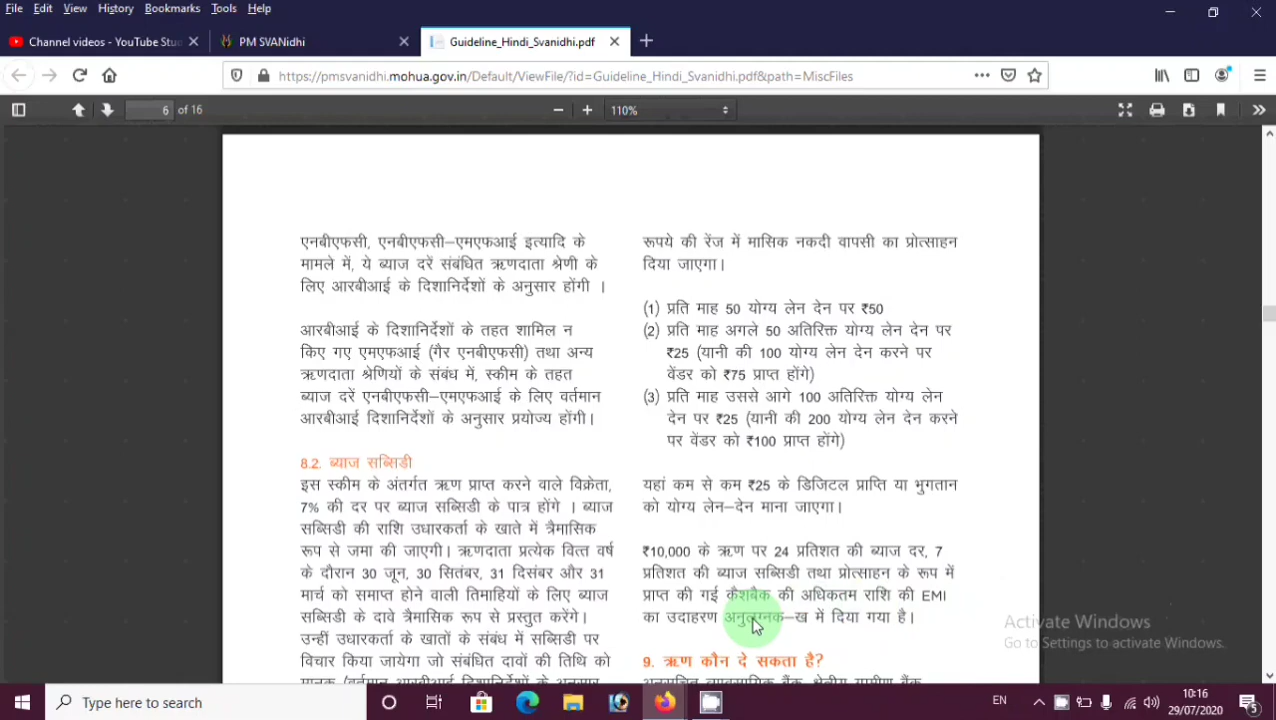 File Edit View History Bookmarks Tools Help
Channel videos - YouTube Stu
PM SVANidhi
Guideline_Hindi_Svanidhi.pdf
https://pmsvanidhi.mohua.gov.in/Default/ViewFile/?id=Guideline_Hindi_Svanidhi.pdf&path=MiscFiles
6 of 16
110%
एनबीएफसी, एनबीएफसी–एमएफआई इत्यादि के
मामले में, ये ब्याज दरें संबंधित ऋणदाता श्रेणी के
लिए आरबीआई के दिशानिर्देशों के अनुसार होंगी ।
आरबीआई के दिशानिर्देशों के तहत शामिल न
किए गए एमएफआई (गैर एनबीएफसी) तथा अन्य
ऋणदाता श्रेणियों के संबंध में, स्कीम के तहत
ब्याज दरें एनबीएफसी–एमएफआई के लिए वर्तमान
आरबीआई दिशानिर्देशों के अनुसार प्रयोज्य होंगी।
8.2. ब्याज सब्सिडी
इस स्कीम के अंतर्गत ऋण प्राप्त करने वाले विक्रेता,
7% की दर पर ब्याज सब्सिडी के पात्र होंगे । ब्याज
सब्सिडी की राशि उधारकर्ता के खाते में त्रैमासिक
रूप से जमा की जाएगी। ऋणदाता प्रत्येक वित्त वर्ष
के दौरान 30 जून, 30 सितंबर, 31 दिसंबर और 31
मार्च को समाप्त होने वाली तिमाहियों के लिए ब्याज
सब्सिडी के दावे त्रैमासिक रूप से प्रस्तुत करेंगे।
उन्हीं उधारकर्ता के खातों के संबंध में सब्सिडी पर
विचार किया जायेगा जो संबंधित दावों की तिथि को
मानक (वर्तमान आरबीआई दिशानिर्देशों के अनुसार
रूपये की रेंज में मासिक नकदी वापसी का प्रोत्साहन
दिया जाएगा।
(1) प्रति माह 50 योग्य लेन देन पर ₹50
(2) प्रति माह अगले 50 अतिरिक्त योग्य लेन देन पर
₹25 (यानी की 100 योग्य लेन देन करने पर
वेंडर को ₹75 प्राप्त होंगे)
(3) प्रति माह उससे आगे 100 अतिरिक्त योग्य लेन
देन पर ₹25 (यानी की 200 योग्य लेन देन करने
पर वेंडर को ₹100 प्राप्त होंगे)
यहां कम से कम ₹25 के डिजिटल प्राप्ति या भुगतान
को योग्य लेन–देन माना जाएगा।
₹10,000 के ऋण पर 24 प्रतिशत की ब्याज दर, 7
प्रतिशत की ब्याज सब्सिडी तथा प्रोत्साहन के रूप में
प्राप्त की गई कैशबैक की अधिकतम राशि की EMI
का उदाहरण अनुलग्नक–ख में दिया गया है।
9. ऋण कौन दे सकता है?
अनुसूचित व्यावसायिक बैंक, क्षेत्रीय ग्रामीण बैंक
Activate Windows
Go to Settings to activate Windows.
Type here to search
EN
10:16
29/07/2020
5